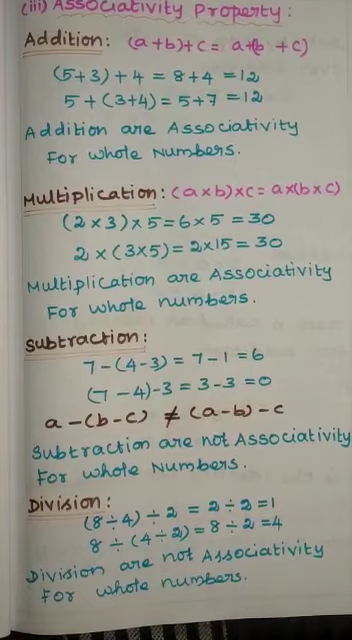 (iii) Associativity Property:
Addition: (a+b)+c = a+(b+c)
(5+3)+4 = 8+4 = 12
5+(3+4) = 5+7 = 12
Addition are Associativity
For whole Numbers.
Multiplication: (a×b)×c = a×(b×c)
(2×3)×5 = 6×5 = 30
2×(3×5) = 2×15 = 30
Multiplication are Associativity
For whole numbers.
Subtraction:
7-(4-3) = 7-1 = 6
(7-4)-3 = 3-3 = 0
a-(b-c) ≠ (a-b)-c
Subtraction are not Associativity
For whole Numbers.
Division:
(8÷4)÷2 = 2÷2 = 1
8÷(4÷2) = 8÷2 = 4
Division are not Associativity
For whole numbers.